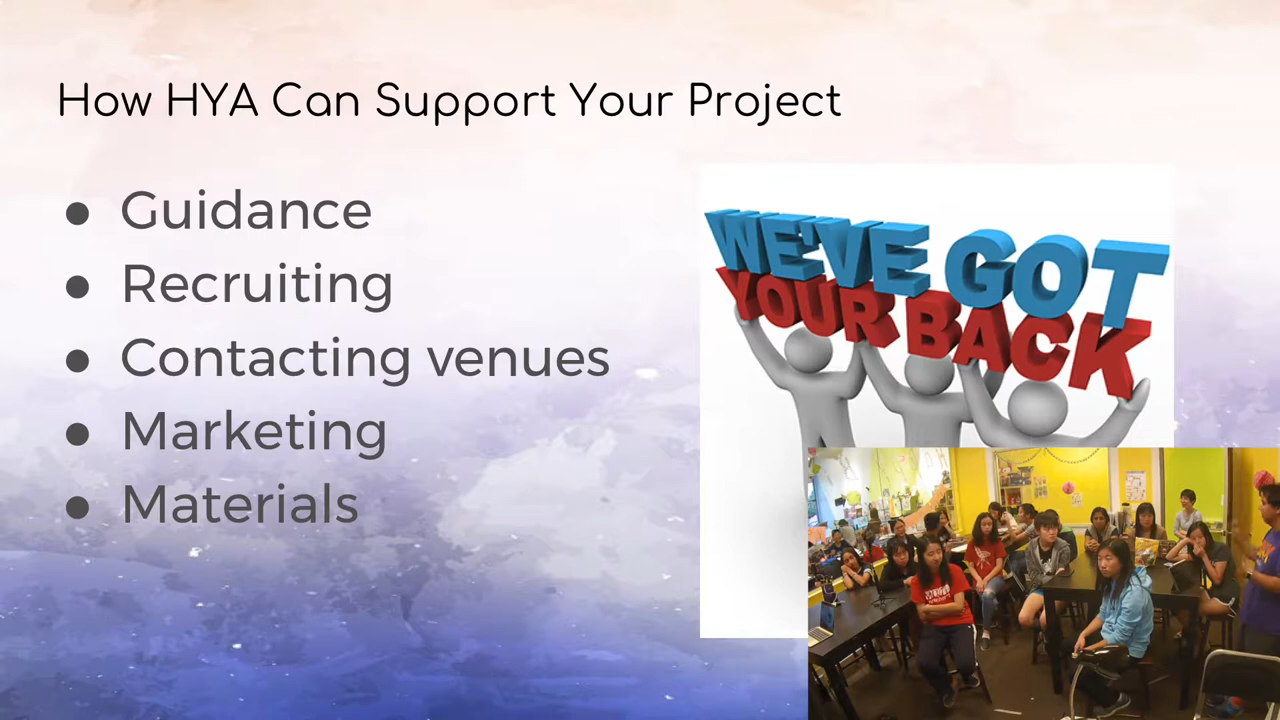 How HYA Can Support Your Project
● Guidance
● Recruiting
● Contacting venues
● Marketing
● Materials
WE'VE GOT
YOUR BACK